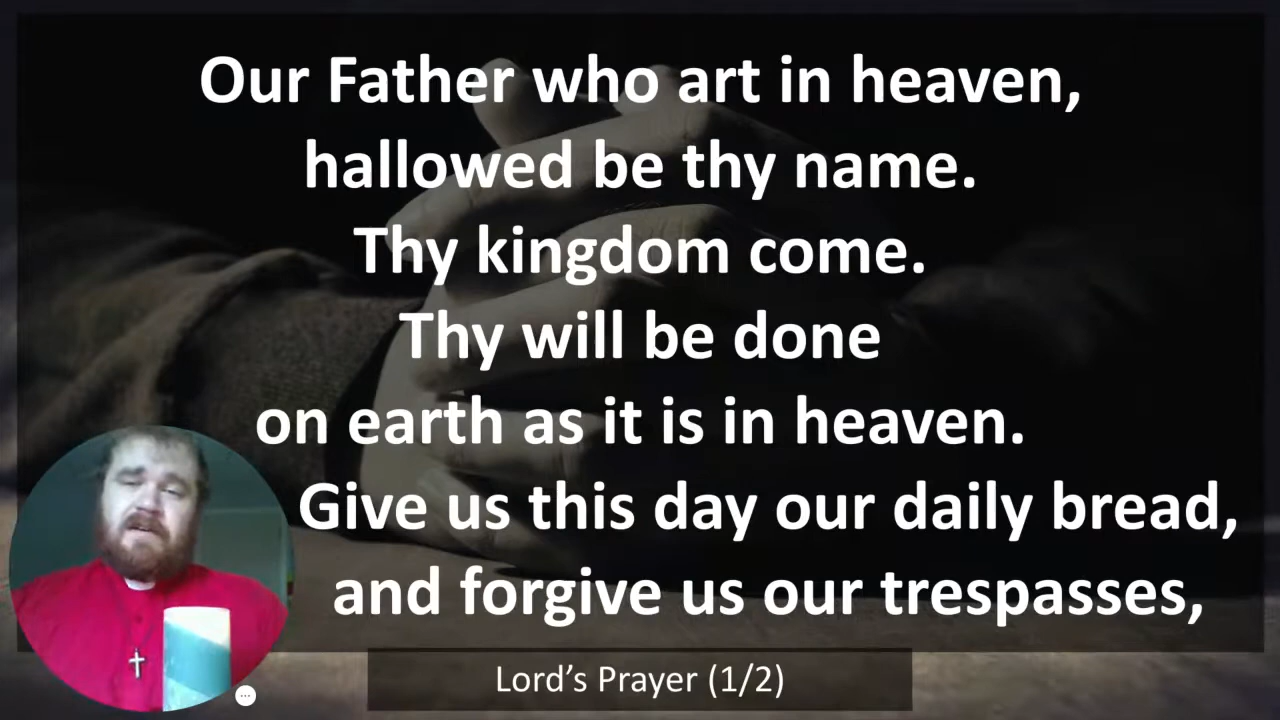 Our Father who art in heaven,
hallowed be thy name.
Thy kingdom come.
Thy will be done
on earth as it is in heaven.
Give us this day our daily bread,
and forgive us our trespasses,
Lord’s Prayer (1/2)